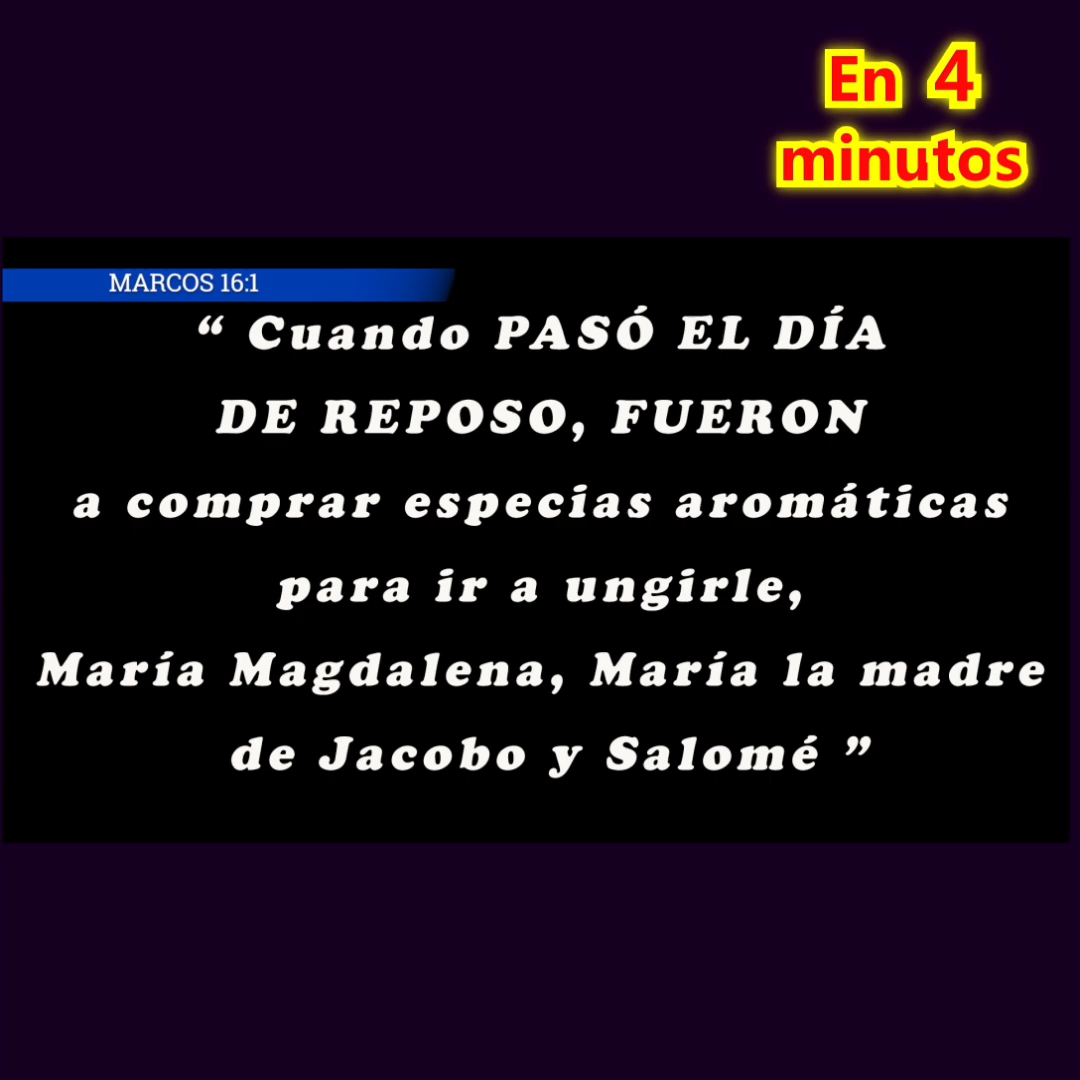 En 4
minutos
MARCOS 16:1
“ Cuando PASÓ EL DÍA
DE REPOSO, FUERON
a comprar especias aromáticas
para ir a ungirle,
María Magdalena, María la madre
de Jacobo y Salomé ”